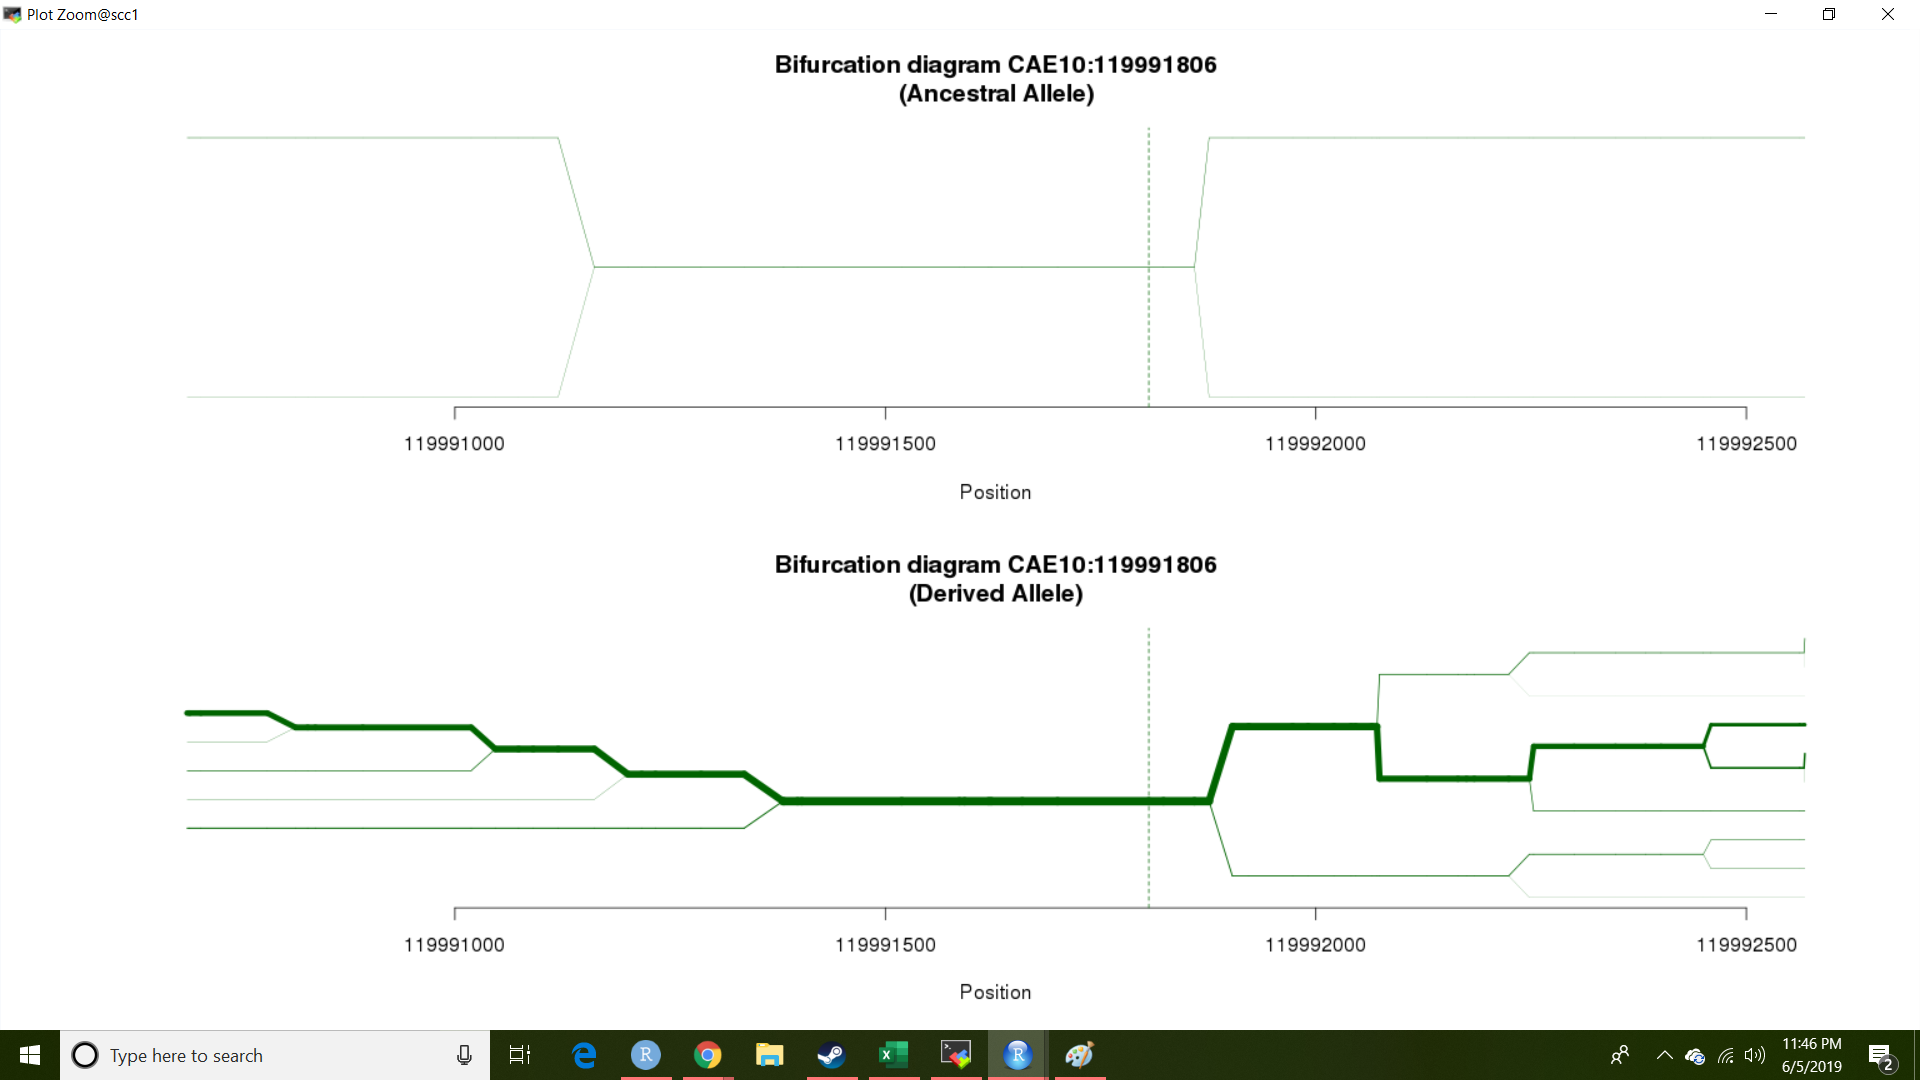 Plot Zoom@scc1
Bifurcation diagram CAE10:119991806
(Ancestral Allele)
119991000 119991500 119992000 119992500
Position
Bifurcation diagram CAE10:119991806
(Derived Allele)
119991000 119991500 119992000 119992500
Position
Type here to search
R
X
R
11:46 PM
6/5/2019
2